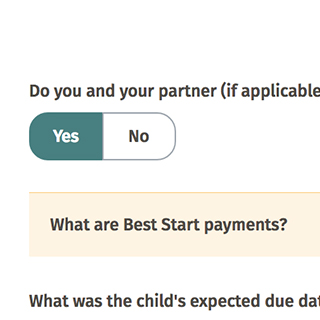 Do you and your partner (if applicable
Yes
No
What are Best Start payments?
What was the child's expected due